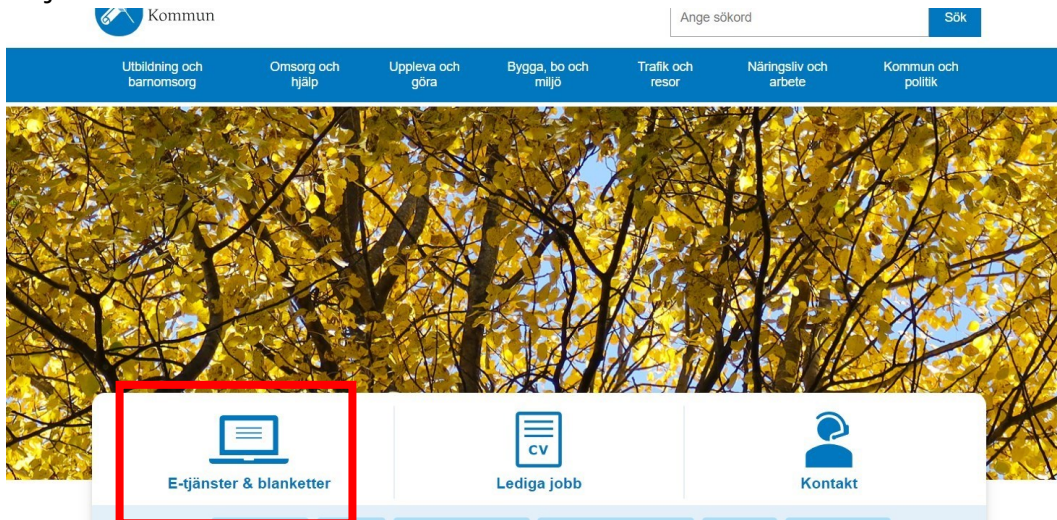 Kommun
Ange sökord
Sök
Utbildning och
barnomsorg
Omsorg och
hjälp
Uppleva och
göra
Bygga, bo och
miljö
Trafik och
resor
Näringsliv och
arbete
Kommun och
politik
CV
E-tjänster & blanketter
Lediga jobb
Kontakt